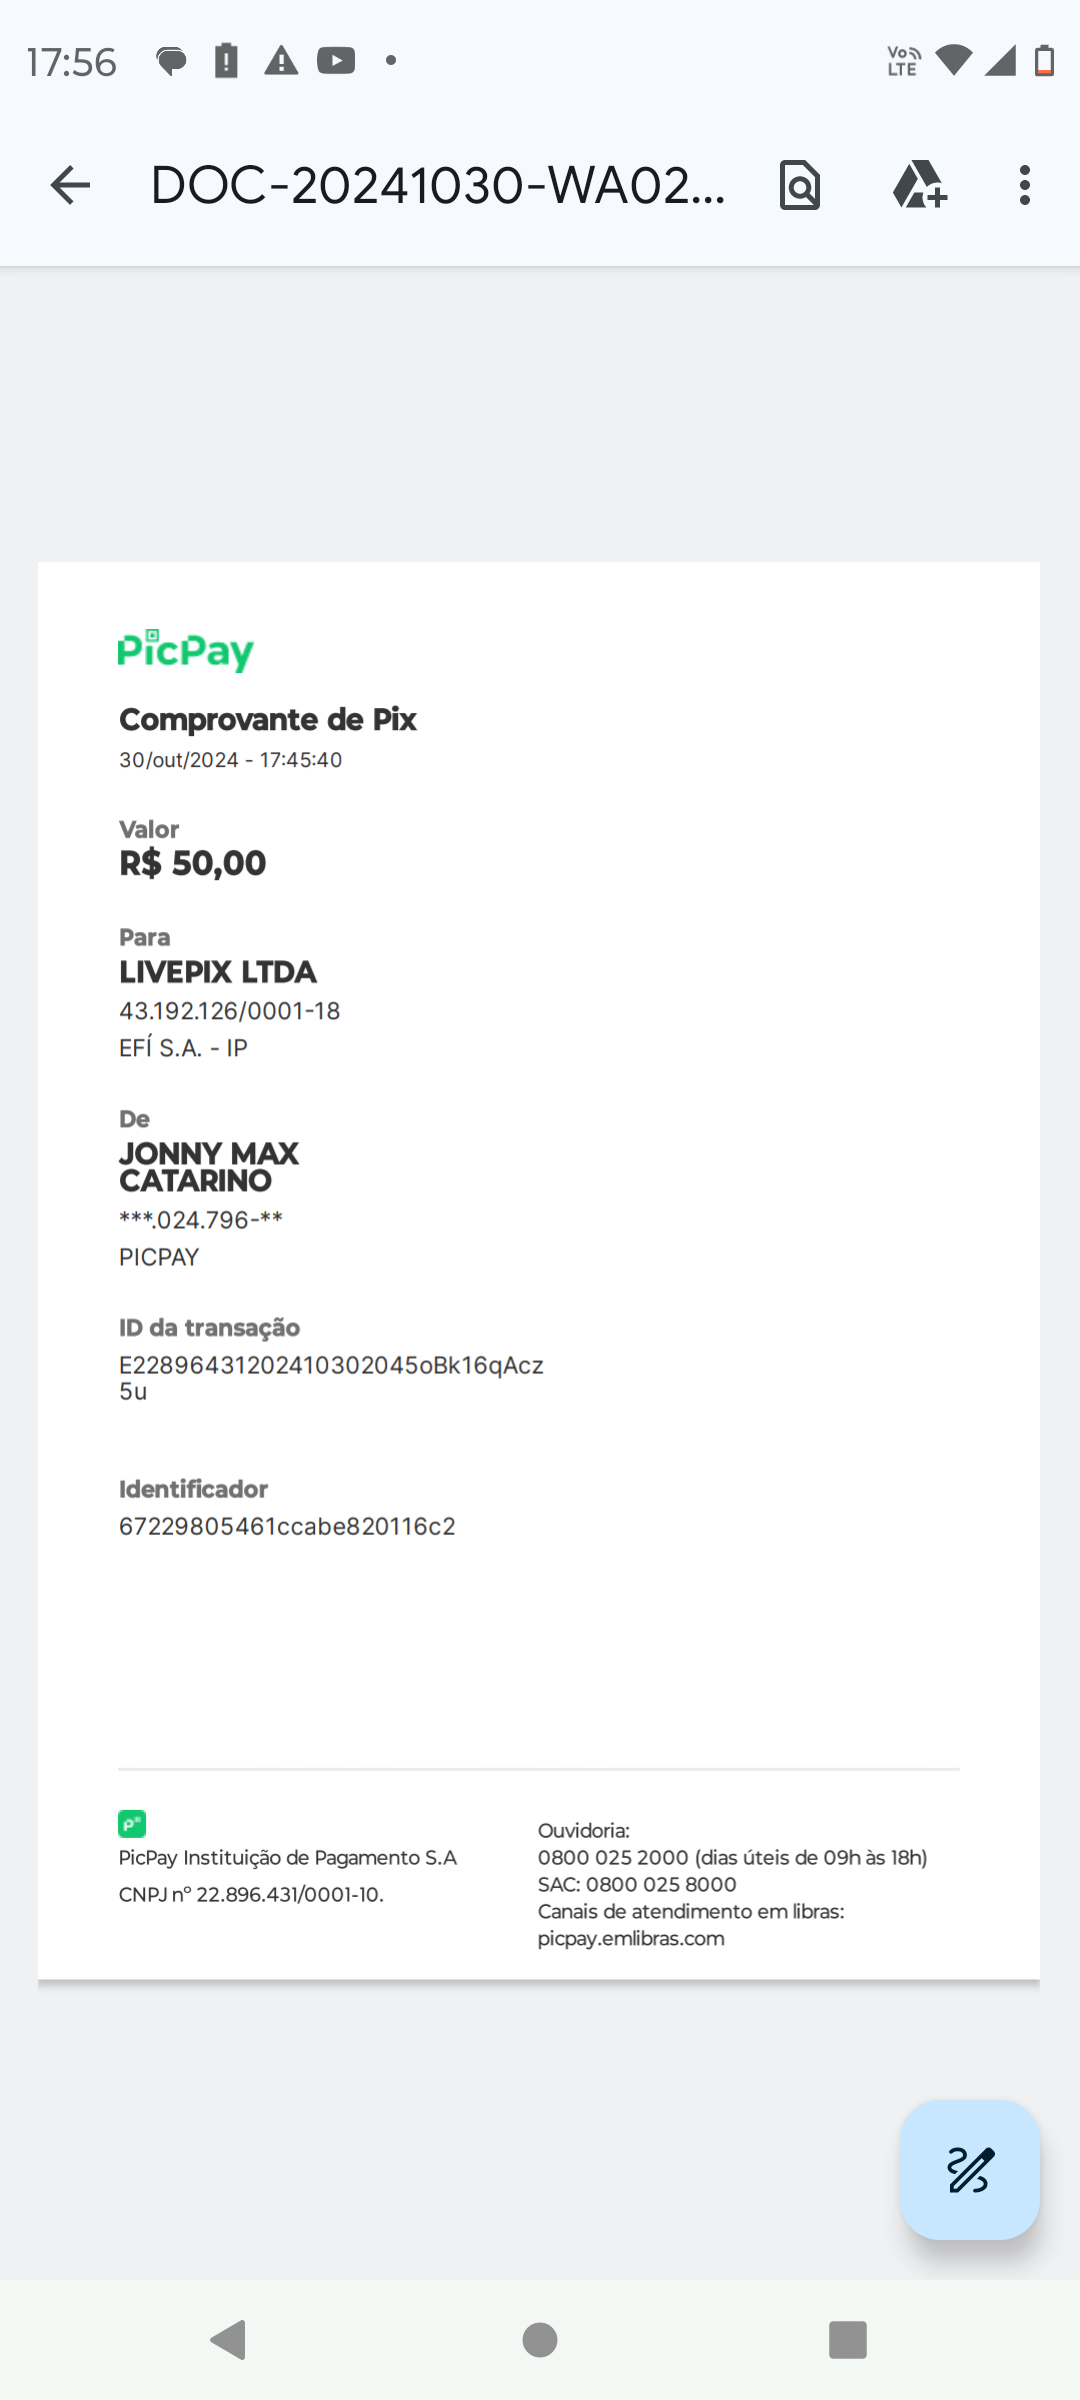 17:56
Vo
LTE
DOC-20241030-WA02...
PicPay
Comprovante de Pix
30/out/2024 - 17:45:40
Valor
R$ 50,00
Para
LIVEPIX LTDA
43.192.126/0001-18
EFÍ S.A. - IP
De
JONNY MAX
CATARINO
***.024.796-**
PICPAY
ID da transação
E22896431202410302045oBk16qAcz
5u
Identificador
67229805461ccabe820116c2
PicPay Instituição de Pagamento S.A
CNPJ nº 22.896.431/0001-10.
Ouvidoria:
0800 025 2000 (dias úteis de 09h às 18h)
SAC: 0800 025 8000
Canais de atendimento em libras:
picpay.emlibras.com